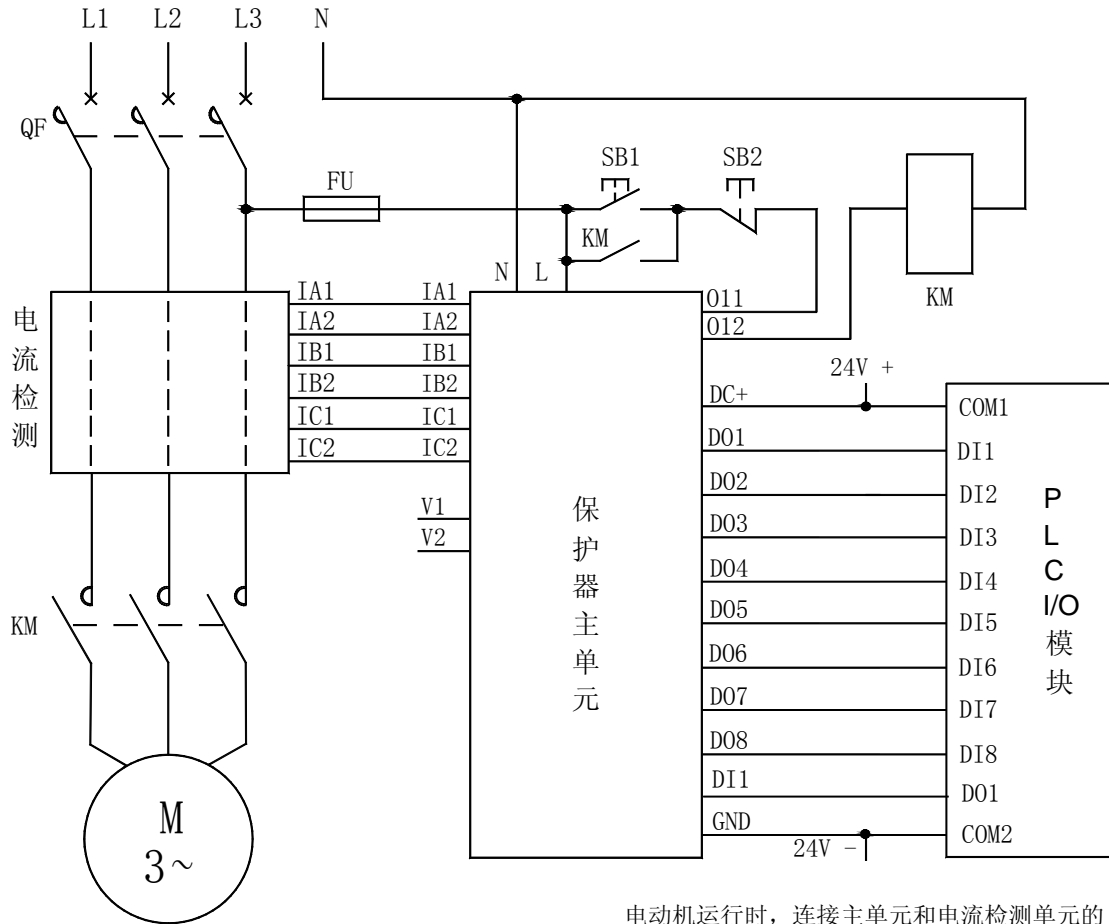 L1 L2 L3 N
QF
FU
SB1 SB2
KM
N L
KM
电流检测
IA1 IA1
IA2 IA2
IB1 IB1
IB2 IB2
IC1 IC1
IC2 IC2
V1
V2
保护器主单元
O11
O12
24V +
DC+ COM1
DO1 DI1
DO2 DI2
DO3 DI3
DO4 DI4
DO5 DI5
DO6 DI6
DO7 DI7
DO8 DI8
DI1 DO1
GND COM2
24V -
P
L
C
I/O
模
块
KM
M
3~
电动机运行时，连接主单元和电流检测单元的